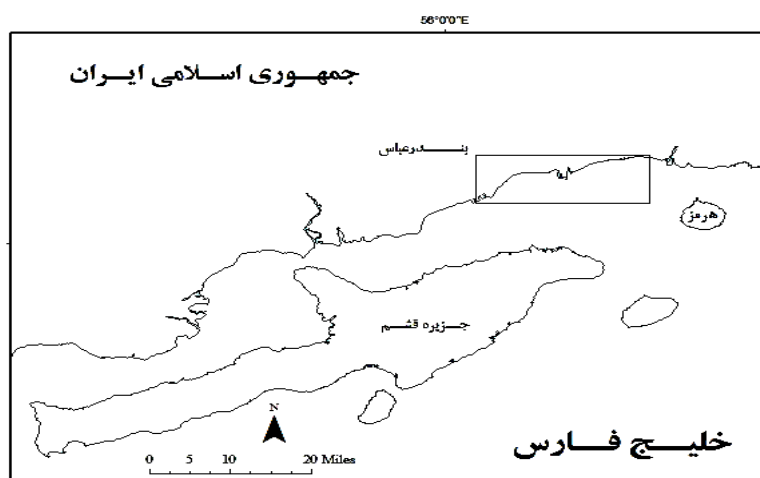 56°0'0"E
جمهوری اسلامی ایران
بندرعباس
هرمز
جزیره قشم
N
خلیج فارس
0 5 10 20 Miles